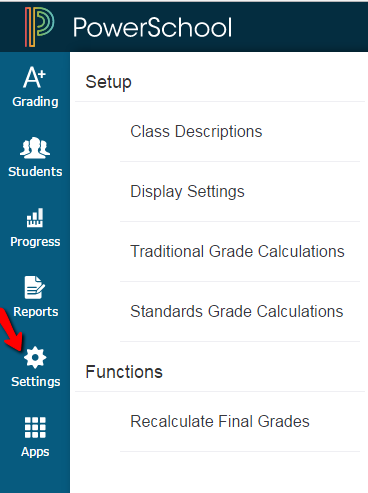 PowerSchool
A+
Grading
Students
Progress
Reports
Settings
Apps
Setup
Class Descriptions
Display Settings
Traditional Grade Calculations
Standards Grade Calculations
Functions
Recalculate Final Grades